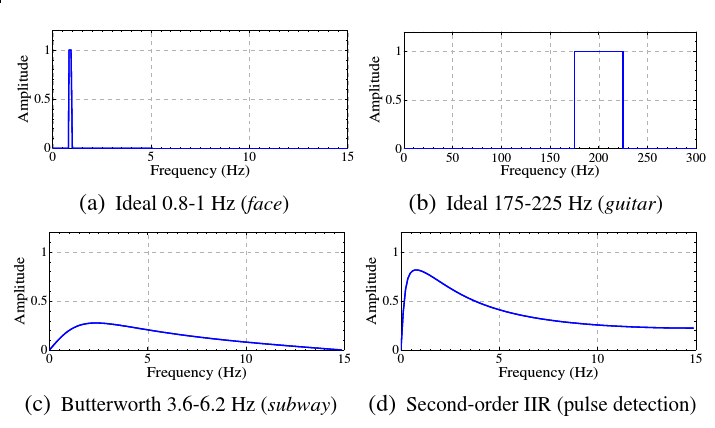 1
0.5
0
Amplitude
5
10
15
Frequency (Hz)
(a) Ideal 0.8-1 Hz (face)
1
0.5
0
Amplitude
0
50
100
150
200
250
300
Frequency (Hz)
(b) Ideal 175-225 Hz (guitar)
1
0.5
0
Amplitude
5
10
15
Frequency (Hz)
(c) Butterworth 3.6-6.2 Hz (subway)
1
0.5
0
Amplitude
0
5
10
15
Frequency (Hz)
(d) Second-order IIR (pulse detection)